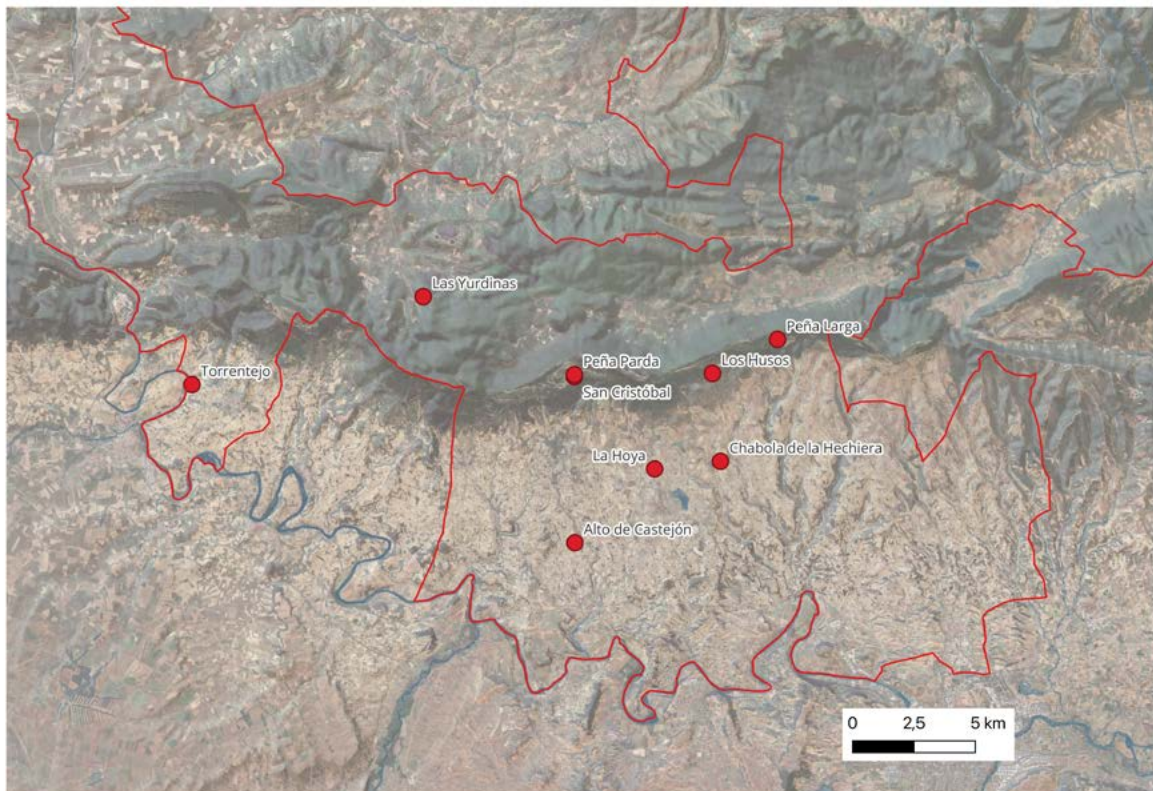 Las Yurdinas
Peña Larga
Peña Parda
Los Husos
Torrentejo
San Cristóbal
Chabola de la Hechiera
La Hoya
Alto de Castejón
0 2,5 5 km